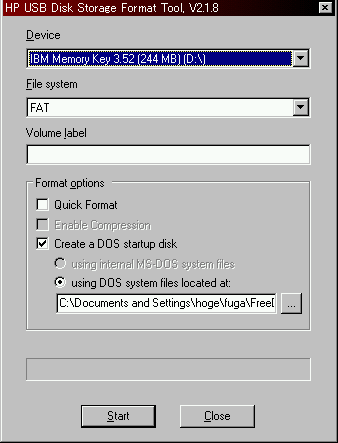 HP USB Disk Storage Format Tool, V2.1.8
Device
IBM Memory Key 3.52 (244 MB) (D:\)
File system
FAT
Volume label
Format options
Quick Format
Enable Compression
Create a DOS startup disk
using internal MS-DOS system files
using DOS system files located at:
C:\Documents and Settings\hoge\fuga\Free
...
Start
Close